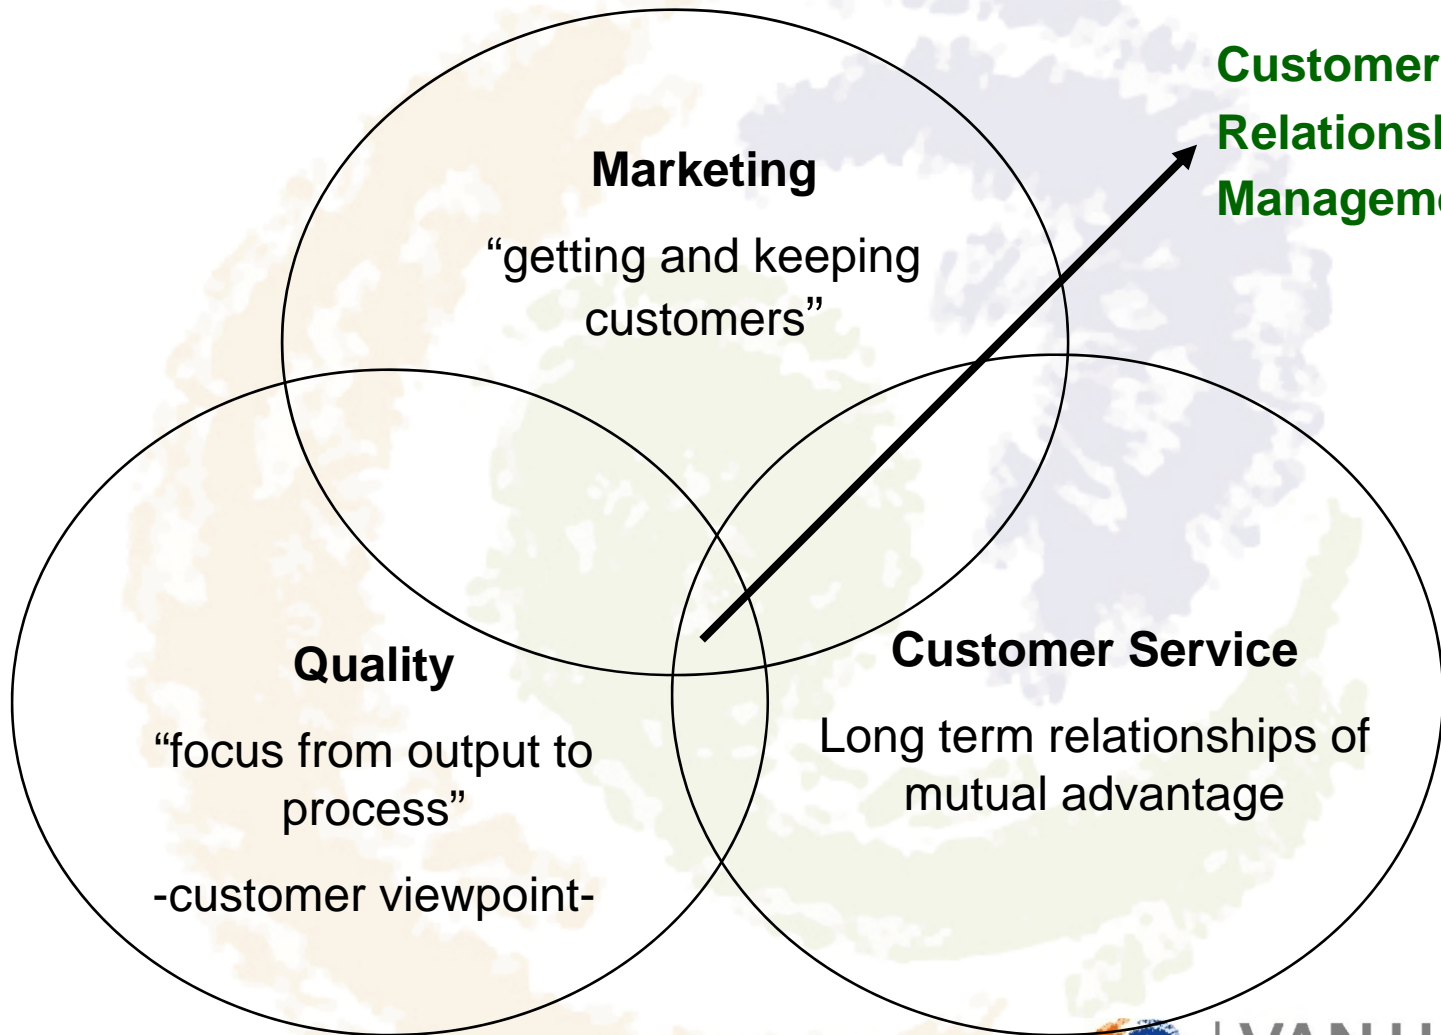 Customer
Marketing
“getting and keeping
customers”
Quality
“focus from output to
process”
-customer viewpoint-
Customer Service
Long term relationships of
mutual advantage